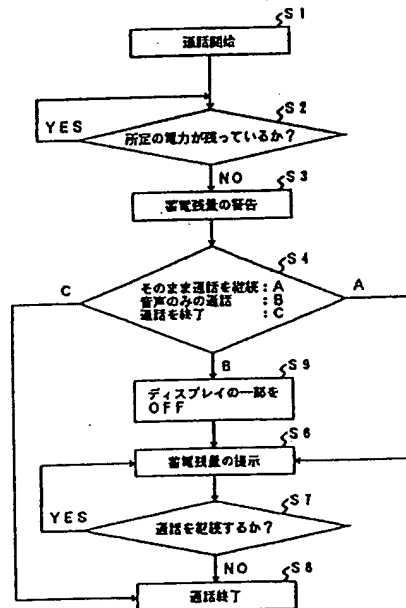 S1
通話開始
S2
YES
所定の電力が残っているか?
NO
S3
蓄電残量の警告
S4
C
A
そのまま通話を継続:A
音声のみの通話:B
通話を終了:C
B
S9
ディスプレイの一部を
OFF
S6
蓄電残量の提示
S7
YES
通話を継続するか?
NO
S8
通話終了